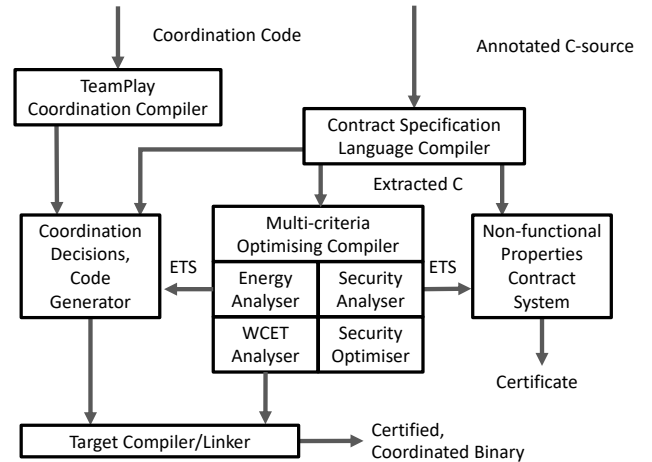 Coordination Code
Annotated C-source
TeamPlay
Coordination Compiler
Contract Specification
Language Compiler
Extracted C
Coordination
Decisions,
Code
Generator
ETS
Multi-criteria
Optimising Compiler
Energy
Analyser
Security
Analyser
WCET
Analyser
Security
Optimiser
ETS
Non-functional
Properties
Contract
System
Certificate
Target Compiler/Linker
Certified,
Coordinated Binary